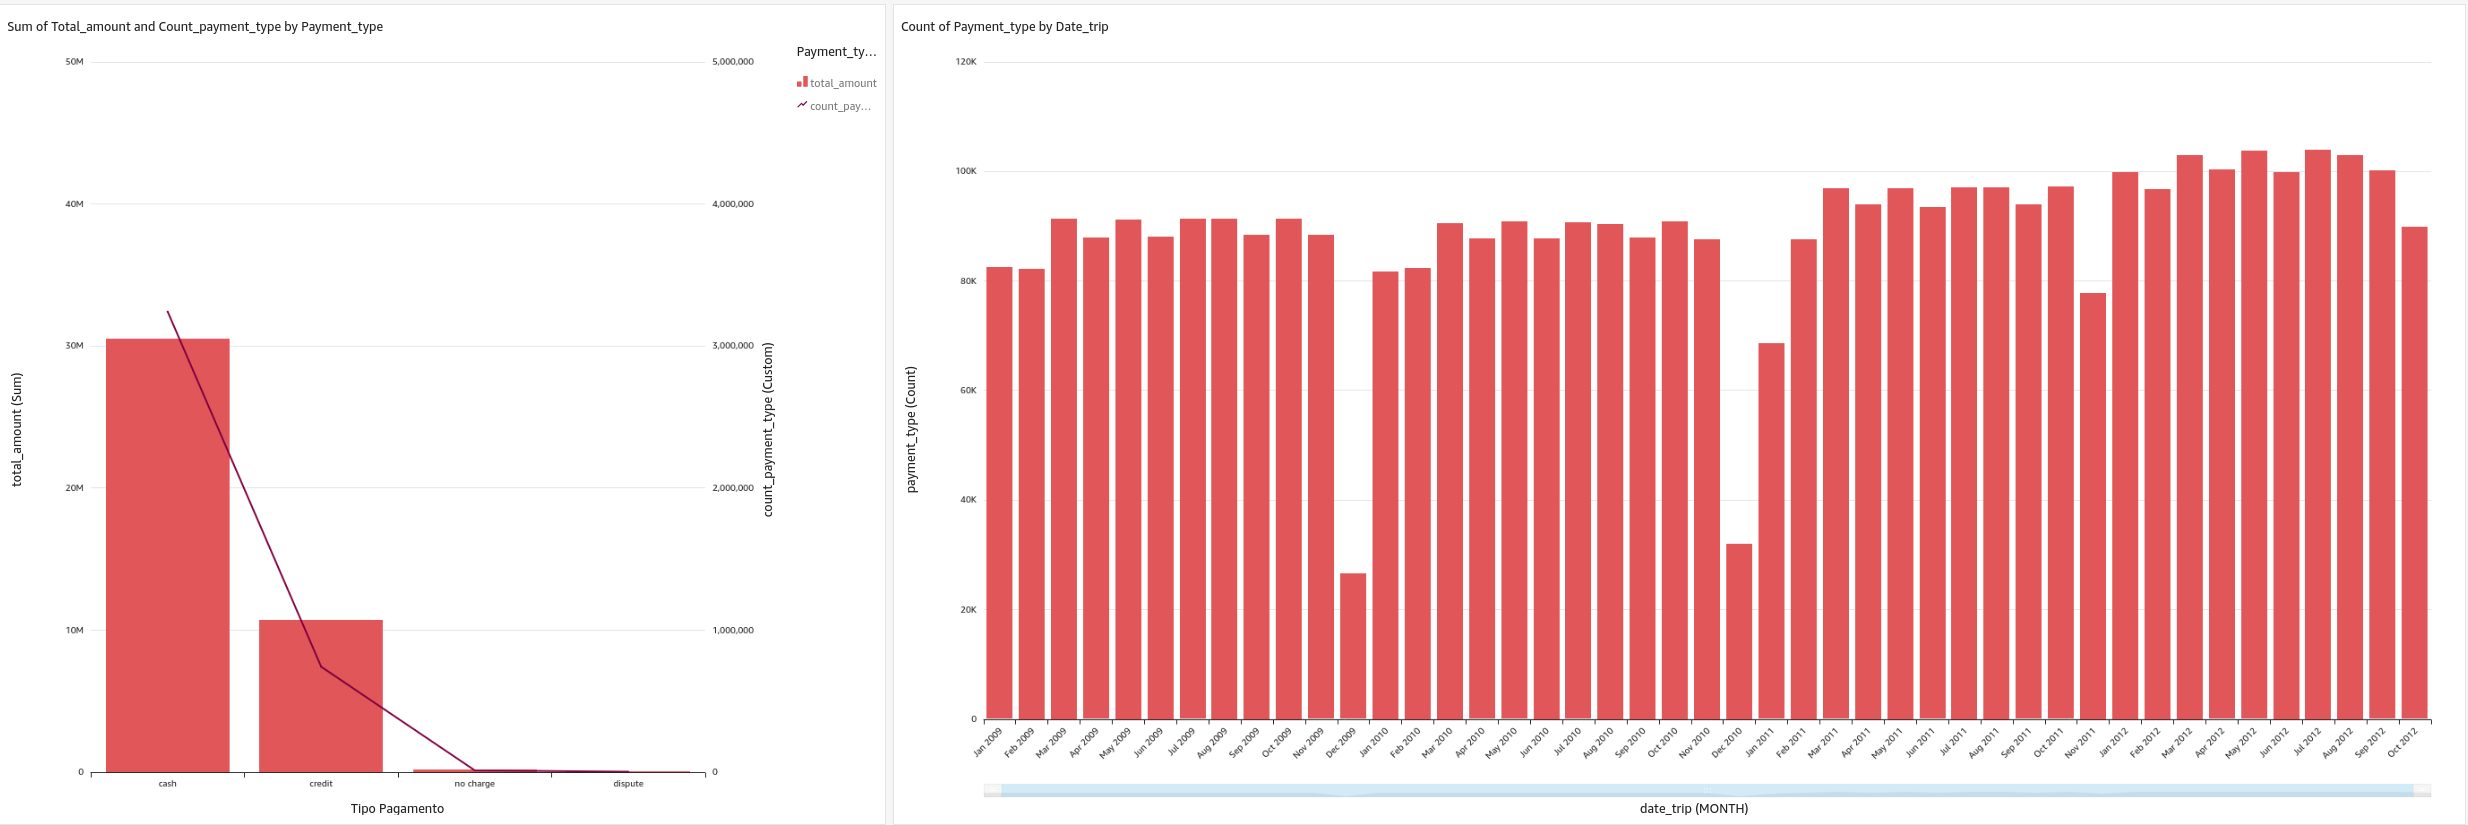 Sum of Total_amount and Count_payment_type by Payment_type
Payment_ty...
total_amount
count_pay...
50M
40M
30M
20M
10M
0
5,000,000
4,000,000
3,000,000
2,000,000
1,000,000
0
total_amount (Sum)
count_payment_type (Custom)
cash credit no charge dispute
Tipo Pagamento
Count of Payment_type by Date_trip
120K
100K
80K
60K
40K
20K
0
payment_type (Count)
Jan 2009
Feb 2009
Mar 2009
Apr 2009
May 2009
Jun 2009
Jul 2009
Aug 2009
Sep 2009
Oct 2009
Nov 2009
Dec 2009
Jan 2010
Feb 2010
Mar 2010
Apr 2010
May 2010
Jun 2010
Jul 2010
Aug 2010
Sep 2010
Oct 2010
Nov 2010
Dec 2010
Jan 2011
Feb 2011
Mar 2011
Apr 2011
May 2011
Jun 2011
Jul 2011
Aug 2011
Sep 2011
Oct 2011
Nov 2011
Jan 2012
Feb 2012
Mar 2012
Apr 2012
May 2012
Jun 2012
Jul 2012
Aug 2012
Sep 2012
Oct 2012
date_trip (MONTH)